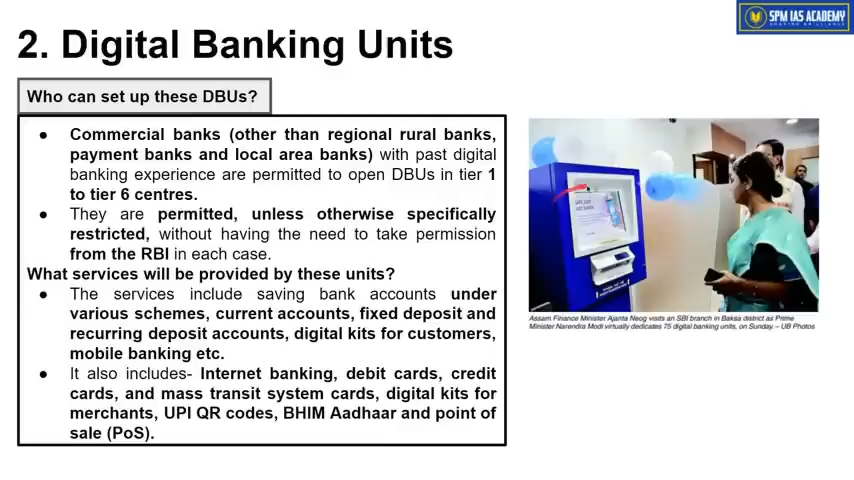 SPM IAS ACADEMY
2. Digital Banking Units
Who can set up these DBUs?
● Commercial banks (other than regional rural banks,
payment banks and local area banks) with past digital
banking experience are permitted to open DBUs in tier 1
to tier 6 centres.
● They are permitted, unless otherwise specifically
restricted, without having the need to take permission
from the RBI in each case.
What services will be provided by these units?
● The services include saving bank accounts under
various schemes, current accounts, fixed deposit and
recurring deposit accounts, digital kits for customers,
mobile banking etc.
● It also includes- Internet banking, debit cards, credit
cards, and mass transit system cards, digital kits for
merchants, UPI QR codes, BHIM Aadhaar and point of
sale (PoS).
Assam Finance Minister Ajanta Neog visits an SBI branch in Baksa district as Prime
Minister Narendra Modi virtually dedicates 75 digital banking units, on Sunday. – UB Photos